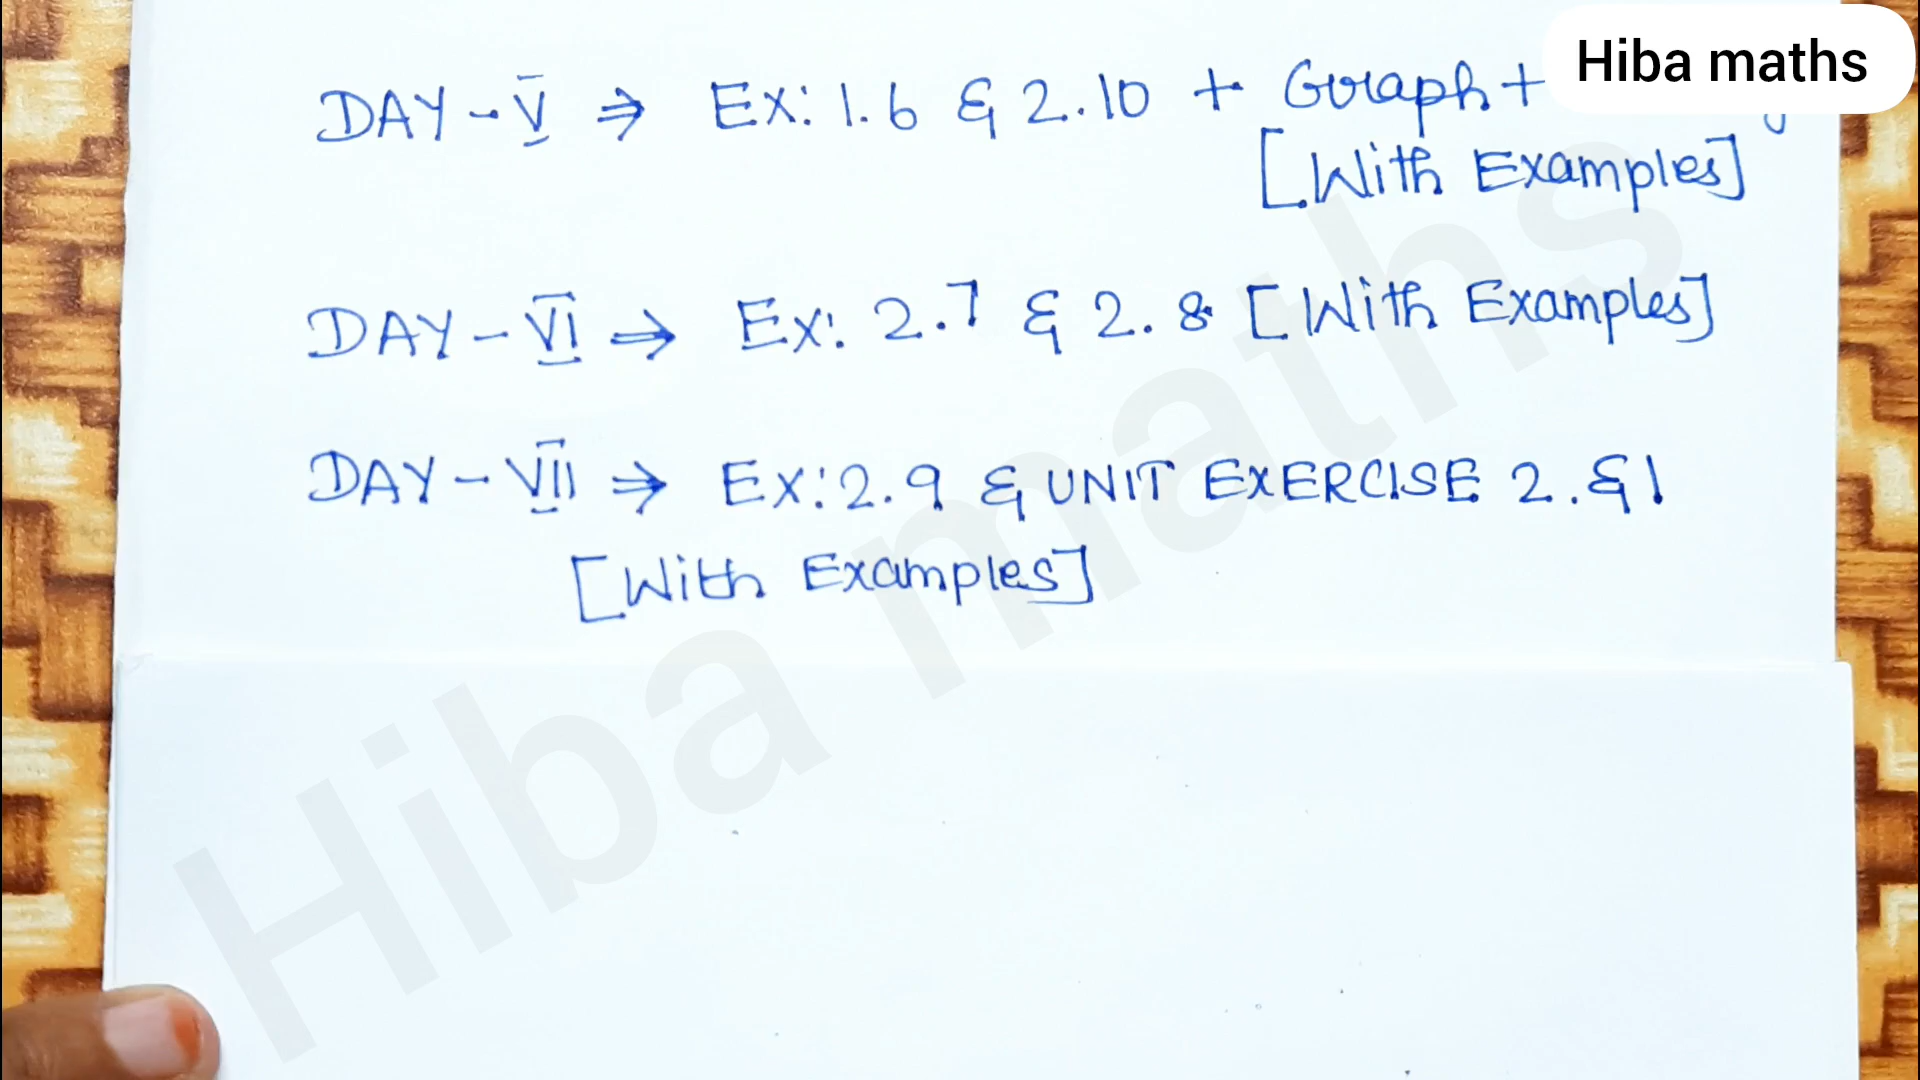 Hiba maths
DAY - V ⇒ Ex: 1.6 & 2.10 + Graph +
[With Examples]
DAY - VI ⇒ Ex: 2.7 & 2.8 [With Examples]
DAY - VII ⇒ Ex: 2.9 & UNIT EXERCISE 2. & 1
[With Examples]
Hiba maths